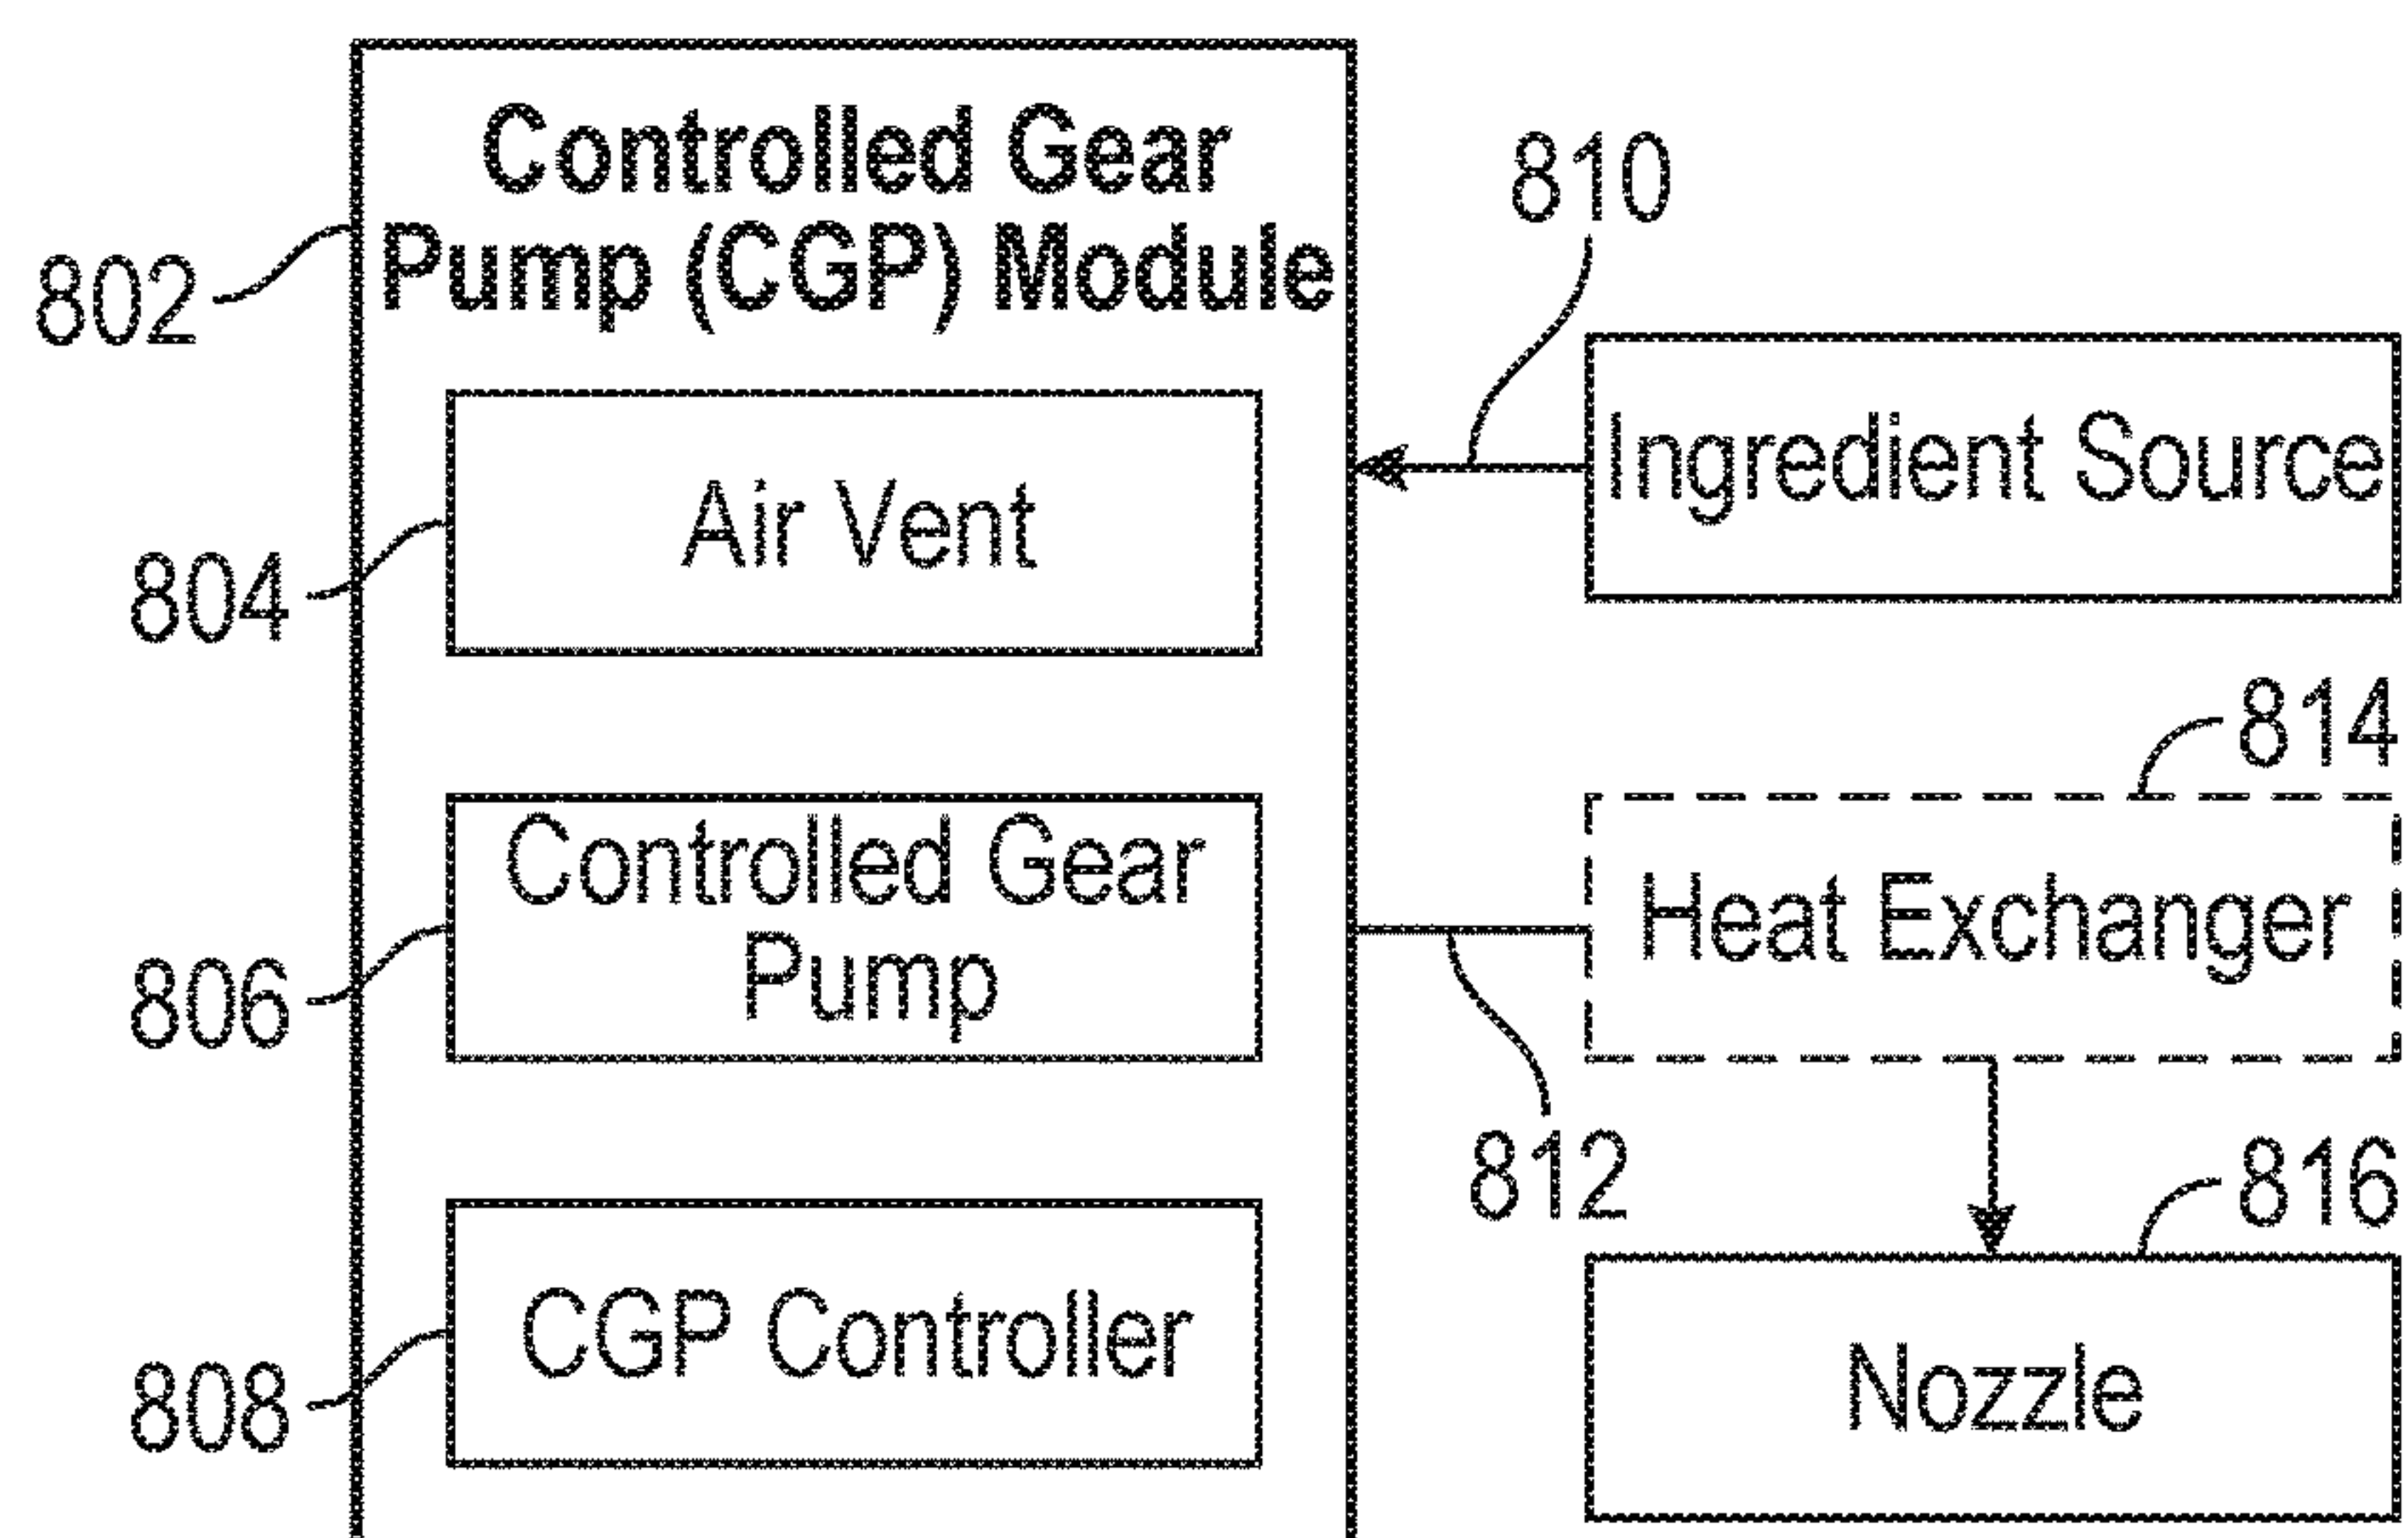 Controlled Gear
Pump (CGP) Module
802
810
Ingredient Source
Air Vent
804
814
Controlled Gear
Pump
Heat Exchanger
806
812
816
CGP Controller
Nozzle
808